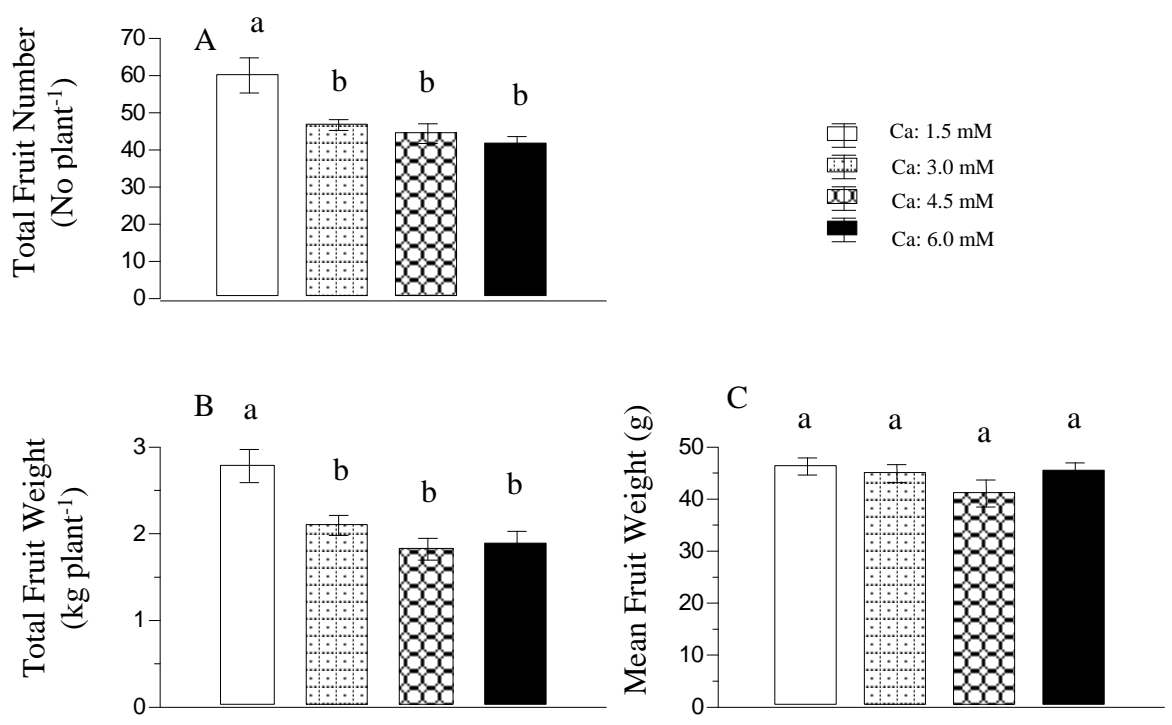 A
a
b
b
b
70
60
50
40
30
20
10
0
Total Fruit Number
(No plant⁻¹)
Ca: 1.5 mM
Ca: 3.0 mM
Ca: 4.5 mM
Ca: 6.0 mM
B
a
b
b
b
3
2
1
0
Total Fruit Weight
(kg plant⁻¹)
C
a
a
a
a
50
40
30
20
10
0
Mean Fruit Weight (g)